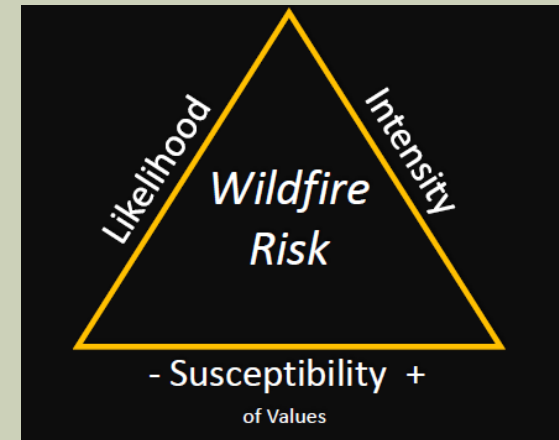 Likelihood
Intensity
Wildfire
Risk
- Susceptibility +
of Values